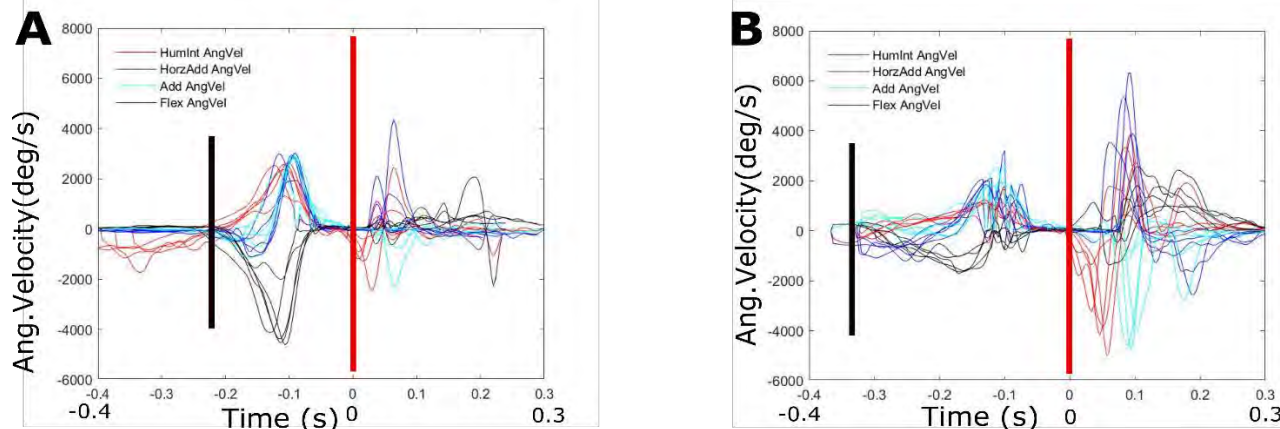 A
8000
6000
4000
2000
0
-2000
-4000
-6000
Ang.Velocity(deg/s)
HumInt AngVel
HorzAdd AngVel
Add AngVel
Flex AngVel
-0.4 -0.3 -0.2 -0.1 0 0.1 0.2 0.3
-0.4 Time (s) 0 0.3
B
8000
6000
4000
2000
0
-2000
-4000
-6000
Ang.Velocity(deg/s)
HumInt AngVel
HorzAdd AngVel
Add AngVel
Flex AngVel
-0.4 -0.3 -0.2 -0.1 0 0.1 0.2 0.3
-0.4 Time (s) 0 0.3